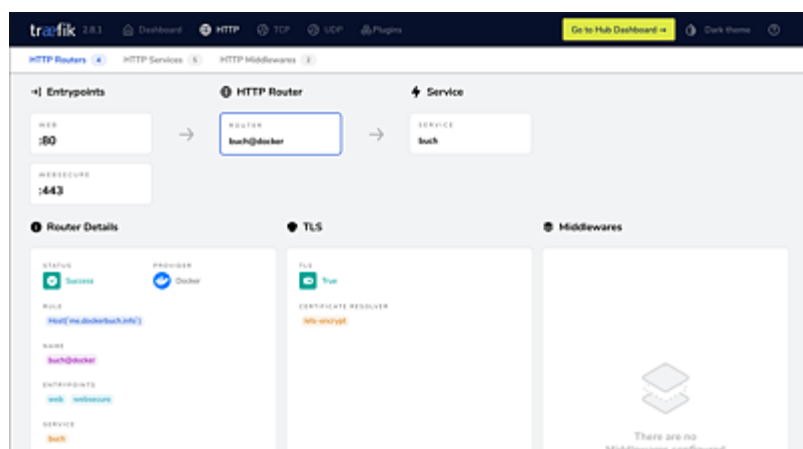 træfik 2.8.1 Dashboard HTTP TCP UDP Plugins Go to Hub Dashboard → Dark theme
HTTP Routers 4 HTTP Services 5 HTTP Middlewares 2
Entrypoints HTTP Router Service
WEB ROUTER SERVICE
:80 buch@docker buch
WEBSECURE
:443
Router Details TLS Middlewares
STATUS PROVIDER TLS
Success Docker True
RULE CERTIFICATE RESOLVER
Host(`me.dockerbuch.info`) lets-encrypt
NAME
buch@docker
ENTRYPOINTS
web websecure
SERVICE
buch
There are no
Middlewares configured